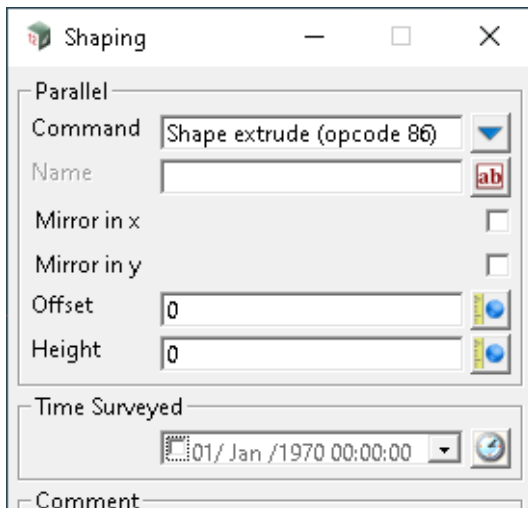 Shaping
Parallel
Command Shape extrude (opcode 86)
Name ab
Mirror in x
Mirror in y
Offset 0
Height 0
Time Surveyed
01/ Jan /1970 00:00:00
Comment